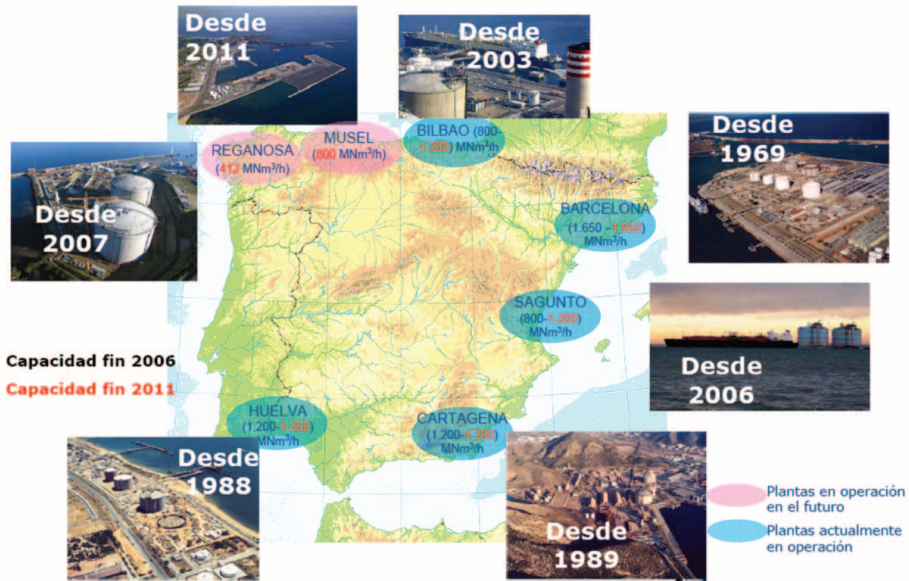 Desde
2011
Desde
2003
Desde
1969
Desde
2007
REGANOSA
(412 MNm³/h)
MUSEL
(800 MNm³/h)
BILBAO (800-
1.200) MNm³/h
BARCELONA
(1.650 -
MNm³/h
SAGUNTO
(800-1.200)
MNm³/h
Desde
2006
Capacidad fin 2006
Capacidad fin 2011
HUELVA
(1.200-1.350)
MNm³/h
CARTAGENA
(1.200-1.350)
MNm³/h
Desde
1988
Desde
1989
Plantas en operación
en el futuro
Plantas actualmente
en operación